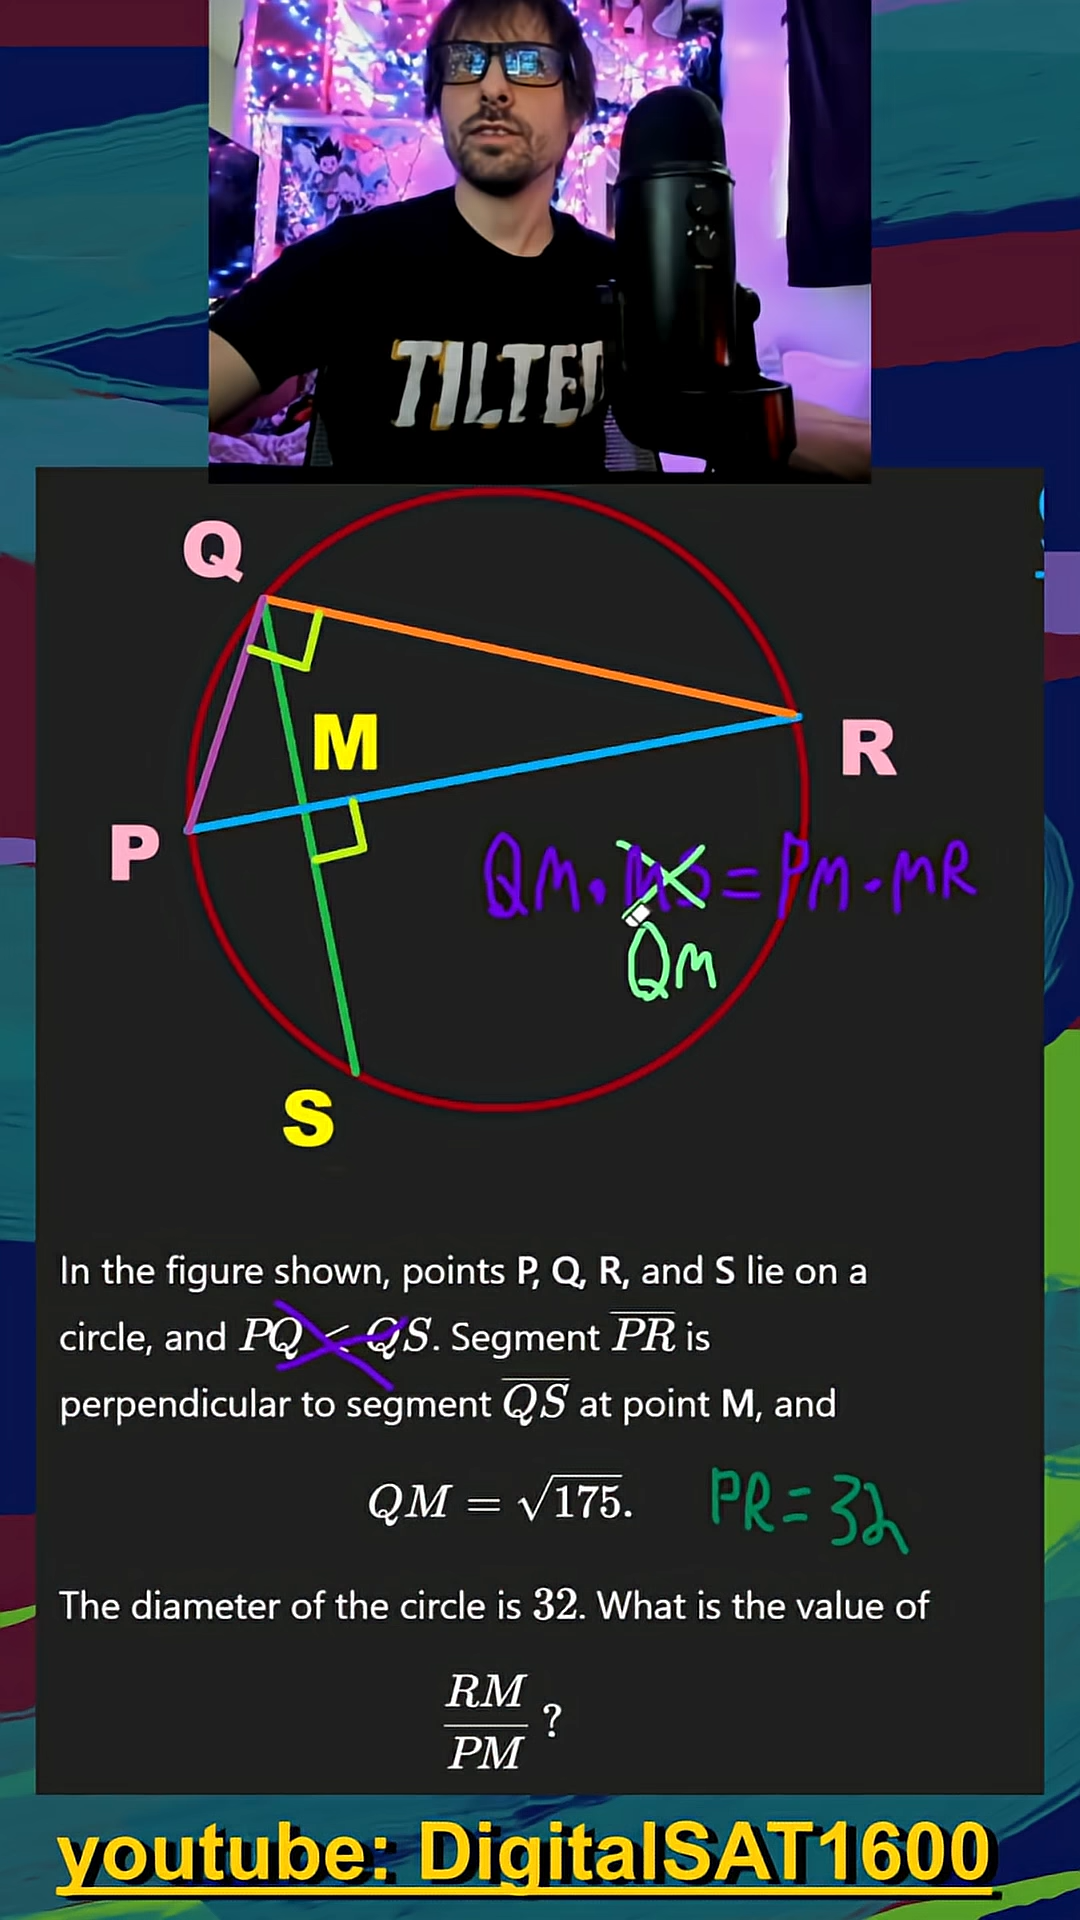 TILTED
Q
M
R
P
QM · MS = PM · MR
QM
S
In the figure shown, points P, Q, R, and S lie on a
circle, and PQ < QS. Segment PR is
perpendicular to segment QS at point M, and
QM = √175. PR = 32
The diameter of the circle is 32. What is the value of
RM
PM ?
youtube: DigitalSAT1600